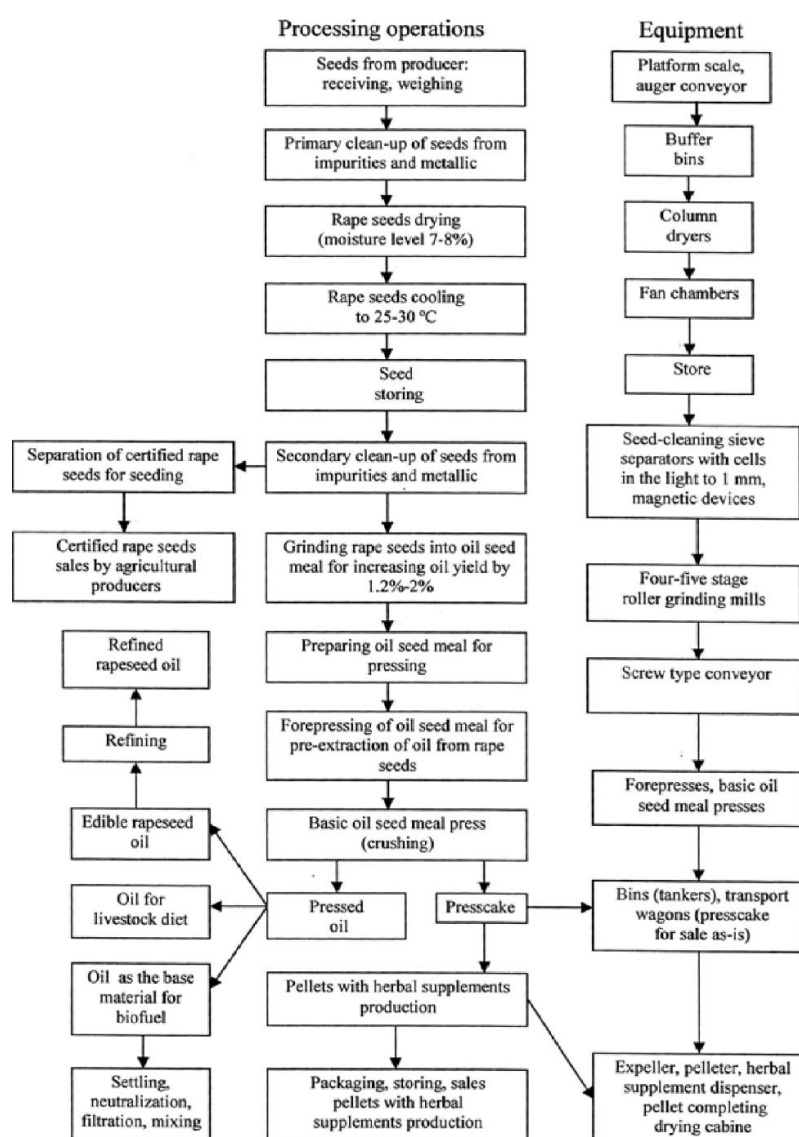 Processing operations
Equipment
Seeds from producer:
receiving, weighing
Platform scale,
auger conveyor
Primary clean-up of seeds from
impurities and metallic
Buffer
bins
Rape seeds drying
(moisture level 7-8%)
Column
dryers
Rape seeds cooling
to 25-30 ºC
Fan chambers
Seed
storing
Store
Separation of certified rape
seeds for seeding
Secondary clean-up of seeds from
impurities and metallic
Seed-cleaning sieve
separators with cells
in the light to 1 mm,
magnetic devices
Certified rape seeds
sales by agricultural
producers
Grinding rape seeds into oil seed
meal for increasing oil yield by
1.2%-2%
Four-five stage
roller grinding mills
Refined
rapeseed oil
Preparing oil seed meal for
pressing
Screw type conveyor
Refining
Forepressing of oil seed meal for
pre-extraction of oil from rape
seeds
Forepresses, basic oil
seed meal presses
Edible rapeseed
oil
Basic oil seed meal press
(crushing)
Oil for
livestock diet
Pressed
oil
Presscake
Bins (tankers), transport
wagons (presscake
for sale as-is)
Oil as the base
material for
biofuel
Pellets with herbal supplements
production
Settling,
neutralization,
filtration, mixing
Packaging, storing, sales
pellets with herbal
supplements production
Expeller, pelleter, herbal
supplement dispenser,
pellet completing
drying cabine